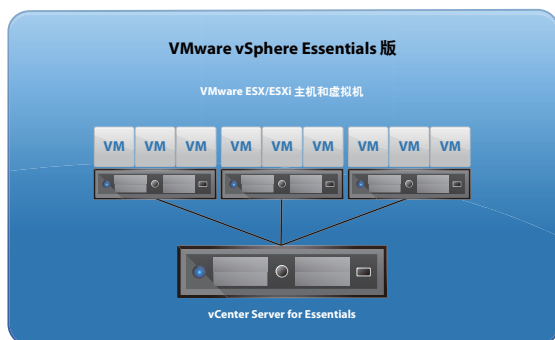 VMware vSphere Essentials 版
VMware ESX/ESXi 主机和虚拟机
VM VM VM VM VM VM VM VM VM
vCenter Server for Essentials